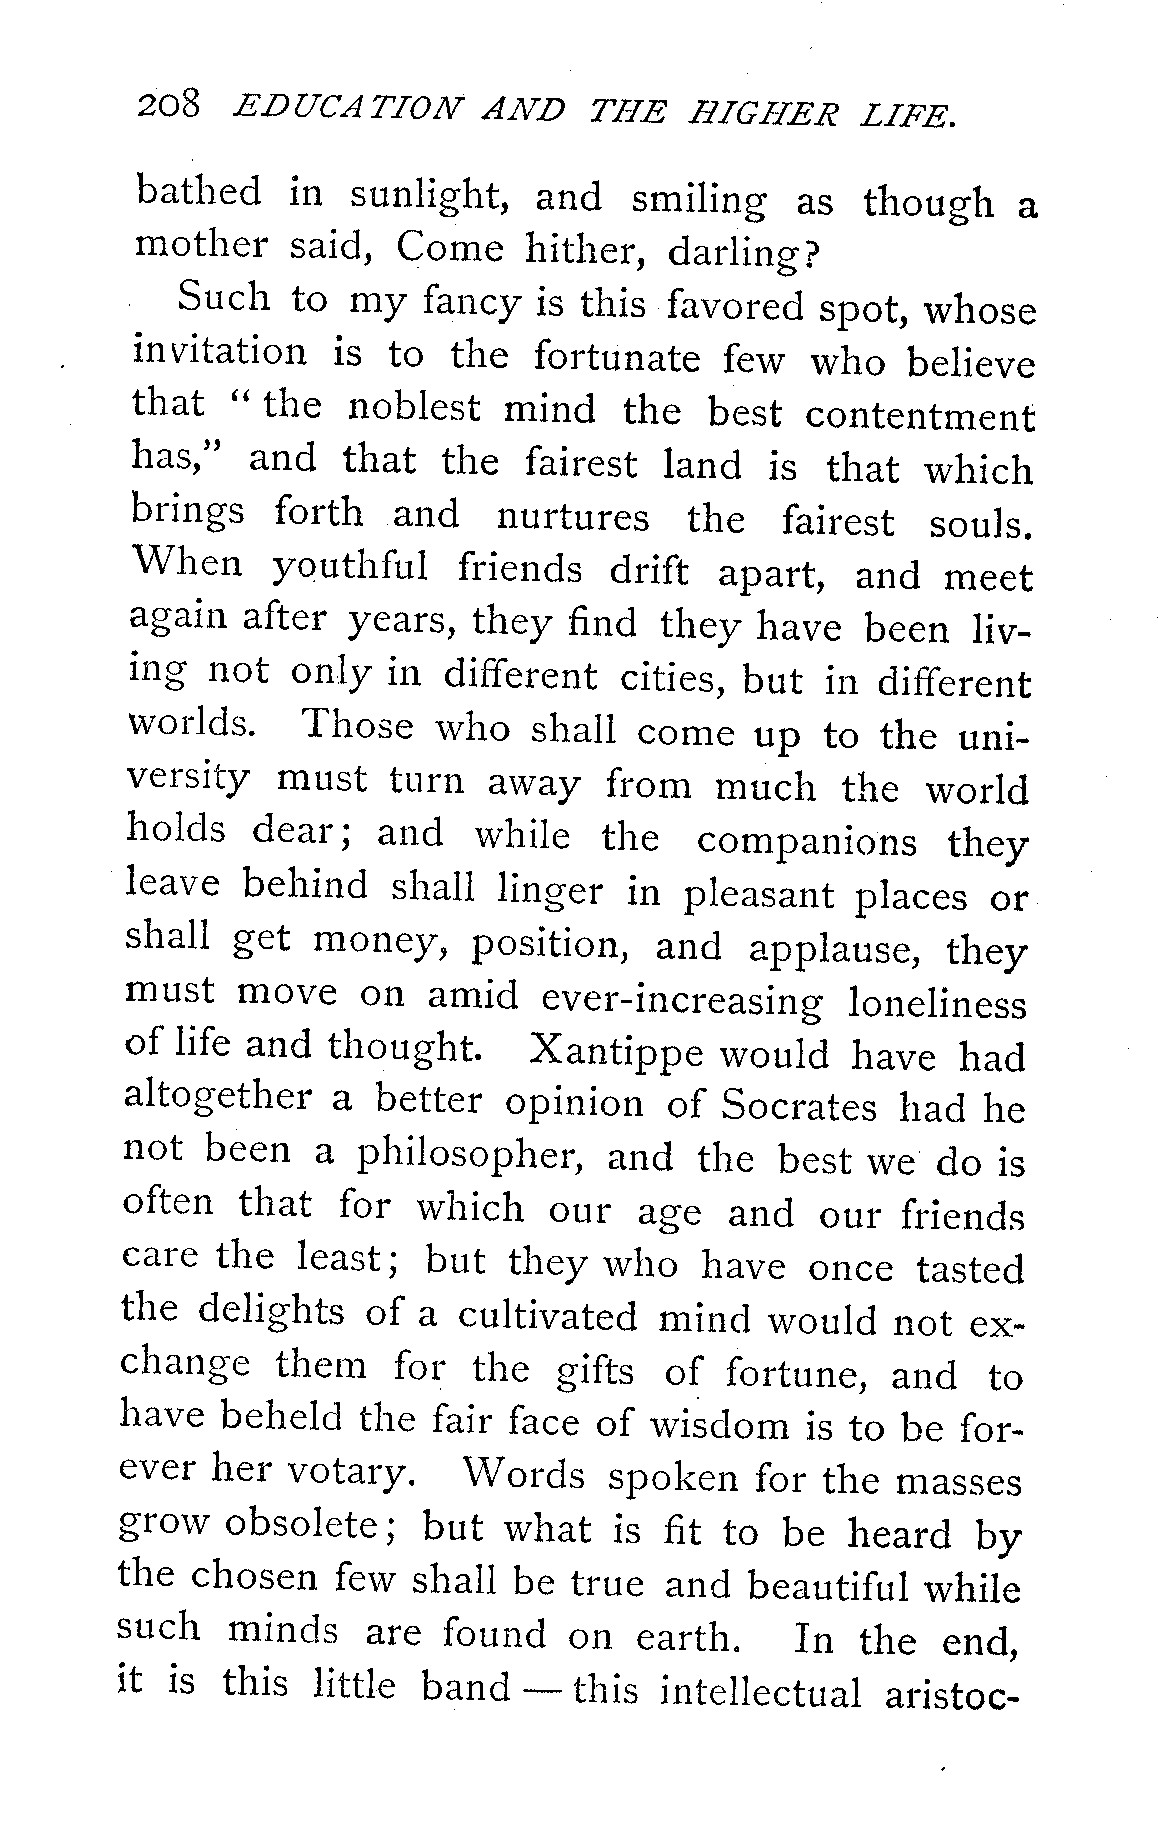 208 EDUCATION AND THE HIGHER LIFE.
bathed in sunlight, and smiling as though a
mother said, Come hither, darling?
Such to my fancy is this favored spot, whose
invitation is to the fortunate few who believe
that “ the noblest mind the best contentment
has,” and that the fairest land is that which
brings forth and nurtures the fairest souls.
When youthful friends drift apart, and meet
again after years, they find they have been liv-
ing not only in different cities, but in different
worlds. Those who shall come up to the uni-
versity must turn away from much the world
holds dear; and while the companions they
leave behind shall linger in pleasant places or
shall get money, position, and applause, they
must move on amid ever-increasing loneliness
of life and thought. Xantippe would have had
altogether a better opinion of Socrates had he
not been a philosopher, and the best we do is
often that for which our age and our friends
care the least; but they who have once tasted
the delights of a cultivated mind would not ex-
change them for the gifts of fortune, and to
have beheld the fair face of wisdom is to be for-
ever her votary. Words spoken for the masses
grow obsolete; but what is fit to be heard by
the chosen few shall be true and beautiful while
such minds are found on earth. In the end,
it is this little band — this intellectual aristoc-